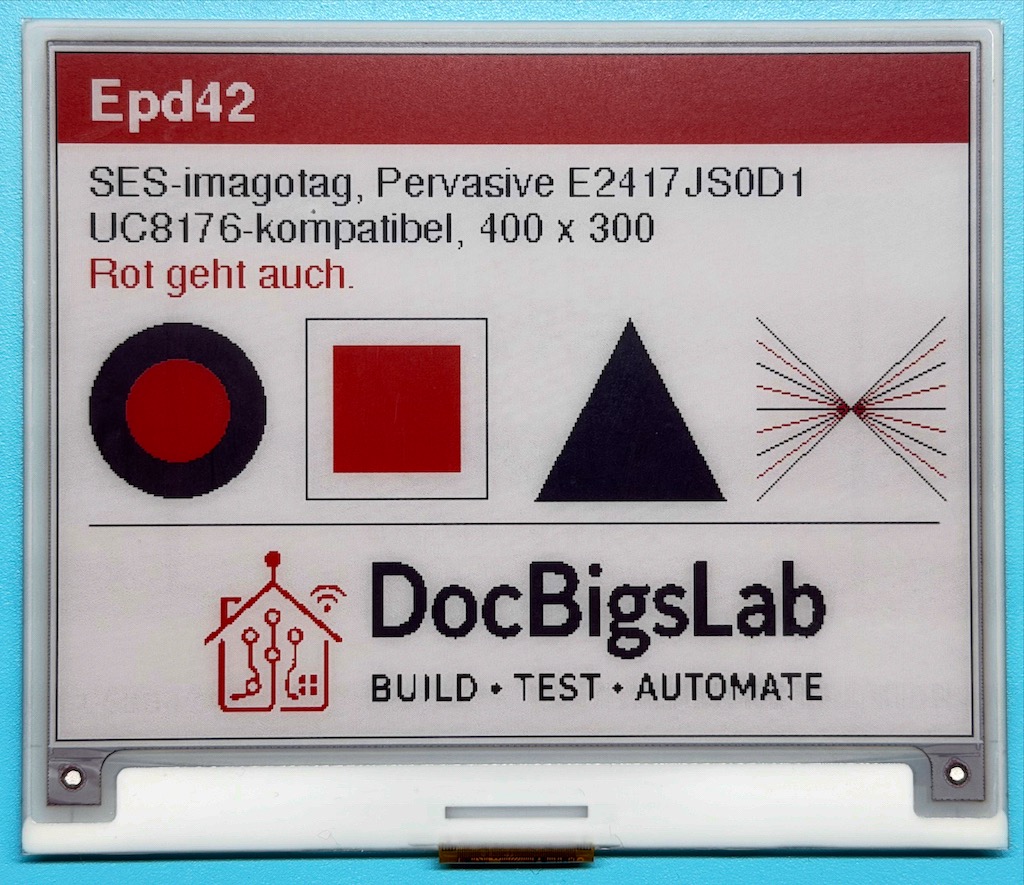 Epd42
SES-imagotag, Pervasive E2417JS0D1
UC8176-kompatibel, 400 x 300
Rot geht auch.
DocBigsLab
BUILD • TEST • AUTOMATE